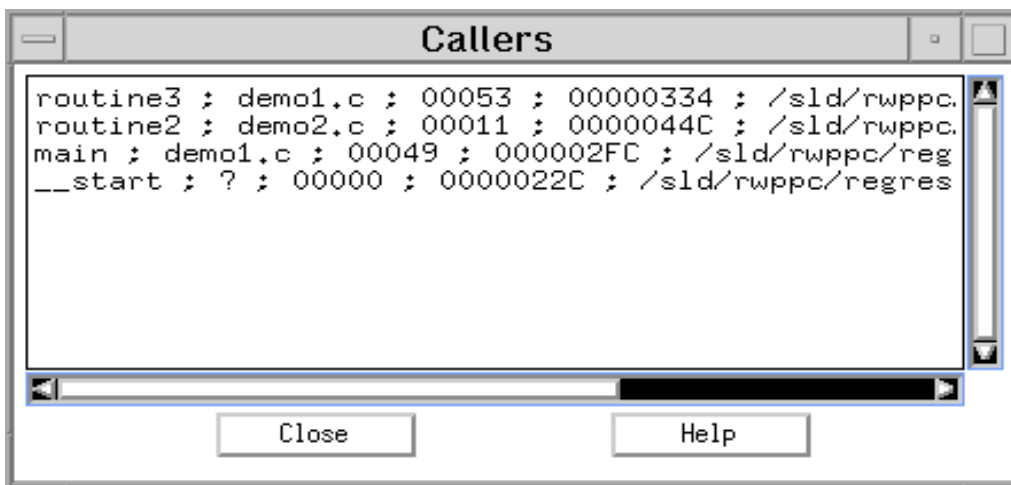 Callers
routine3 ; demo1.c ; 00053 ; 00000334 ; /sld/rwppc.
routine2 ; demo2.c ; 00011 ; 0000044C ; /sld/rwppc.
main ; demo1.c ; 00049 ; 000002FC ; /sld/rwppc/reg
__start ; ? ; 00000 ; 0000022C ; /sld/rwppc/regres
Close Help